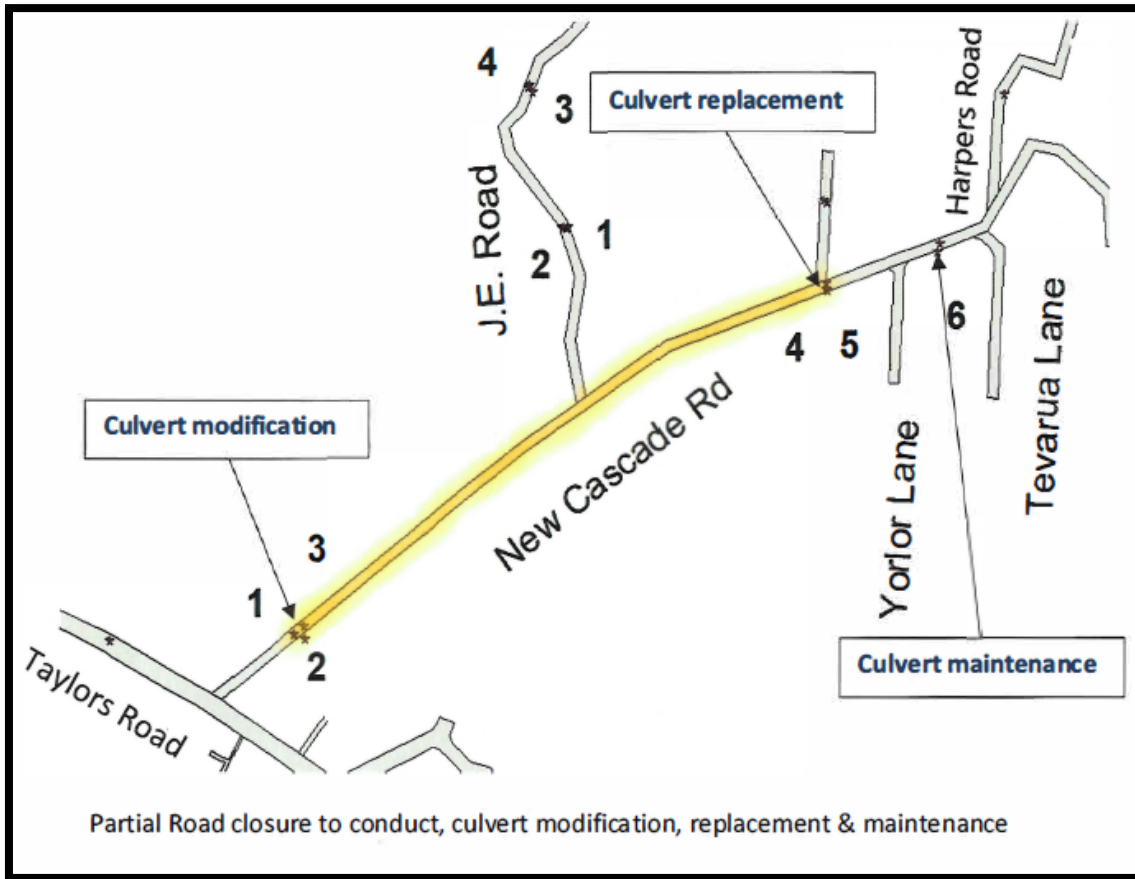 4
3
Culvert replacement
Harpers Road
J.E. Road
1
2
4
5
6
Culvert modification
New Cascade Rd
Yorlor Lane
Tevarua Lane
3
1
2
Culvert maintenance
Taylors Road
Partial Road closure to conduct, culvert modification, replacement & maintenance